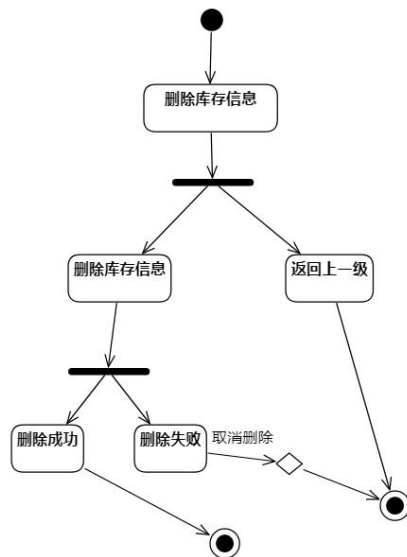 删除库存信息
删除库存信息
返回上一级
删除成功
删除失败
取消删除